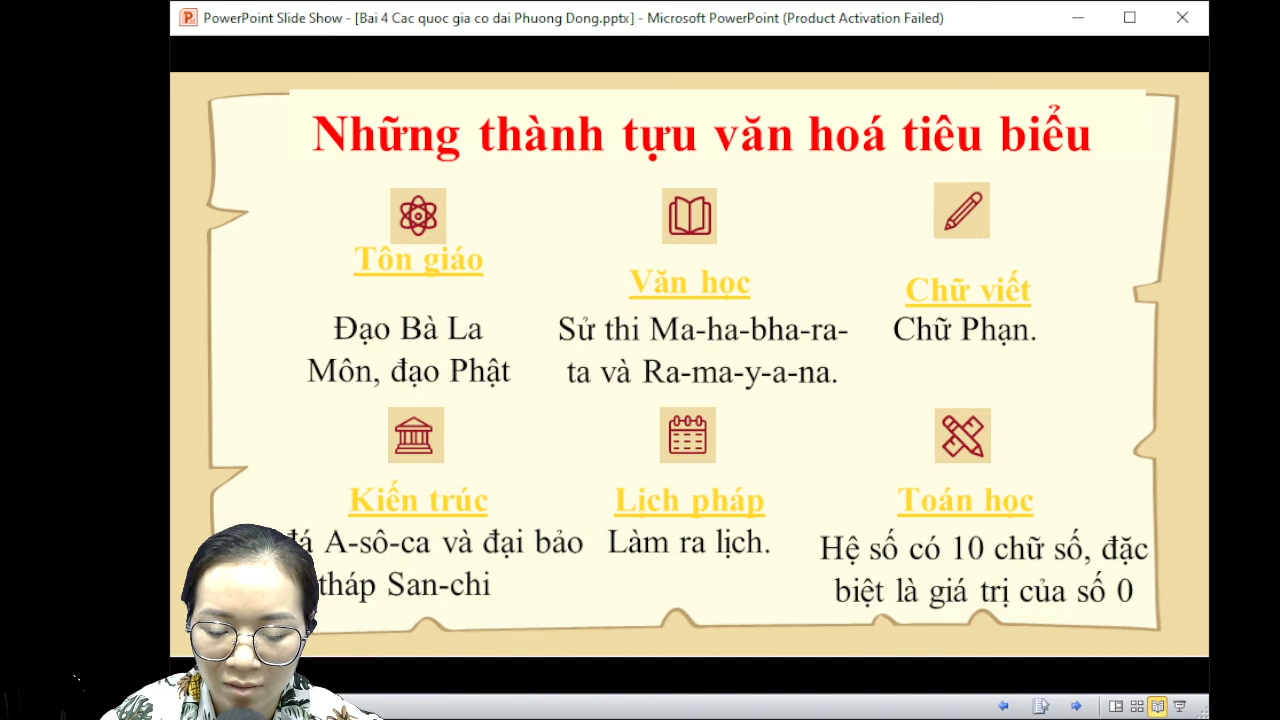 PowerPoint Slide Show - [Bai 4 Cac quoc gia co dai Phuong Dong.pptx] - Microsoft PowerPoint (Product Activation Failed)
Những thành tựu văn hoá tiêu biểu
Tôn giáo
Đạo Bà La
Môn, đạo Phật
Văn học
Sử thi Ma-ha-bha-ra-
ta và Ra-ma-y-a-na.
Chữ viết
Chữ Phạn.
Kiến trúc
A-sô-ca và đại bảo
tháp San-chi
Lịch pháp
Làm ra lịch.
Toán học
Hệ số có 10 chữ số, đặc
biệt là giá trị của số 0